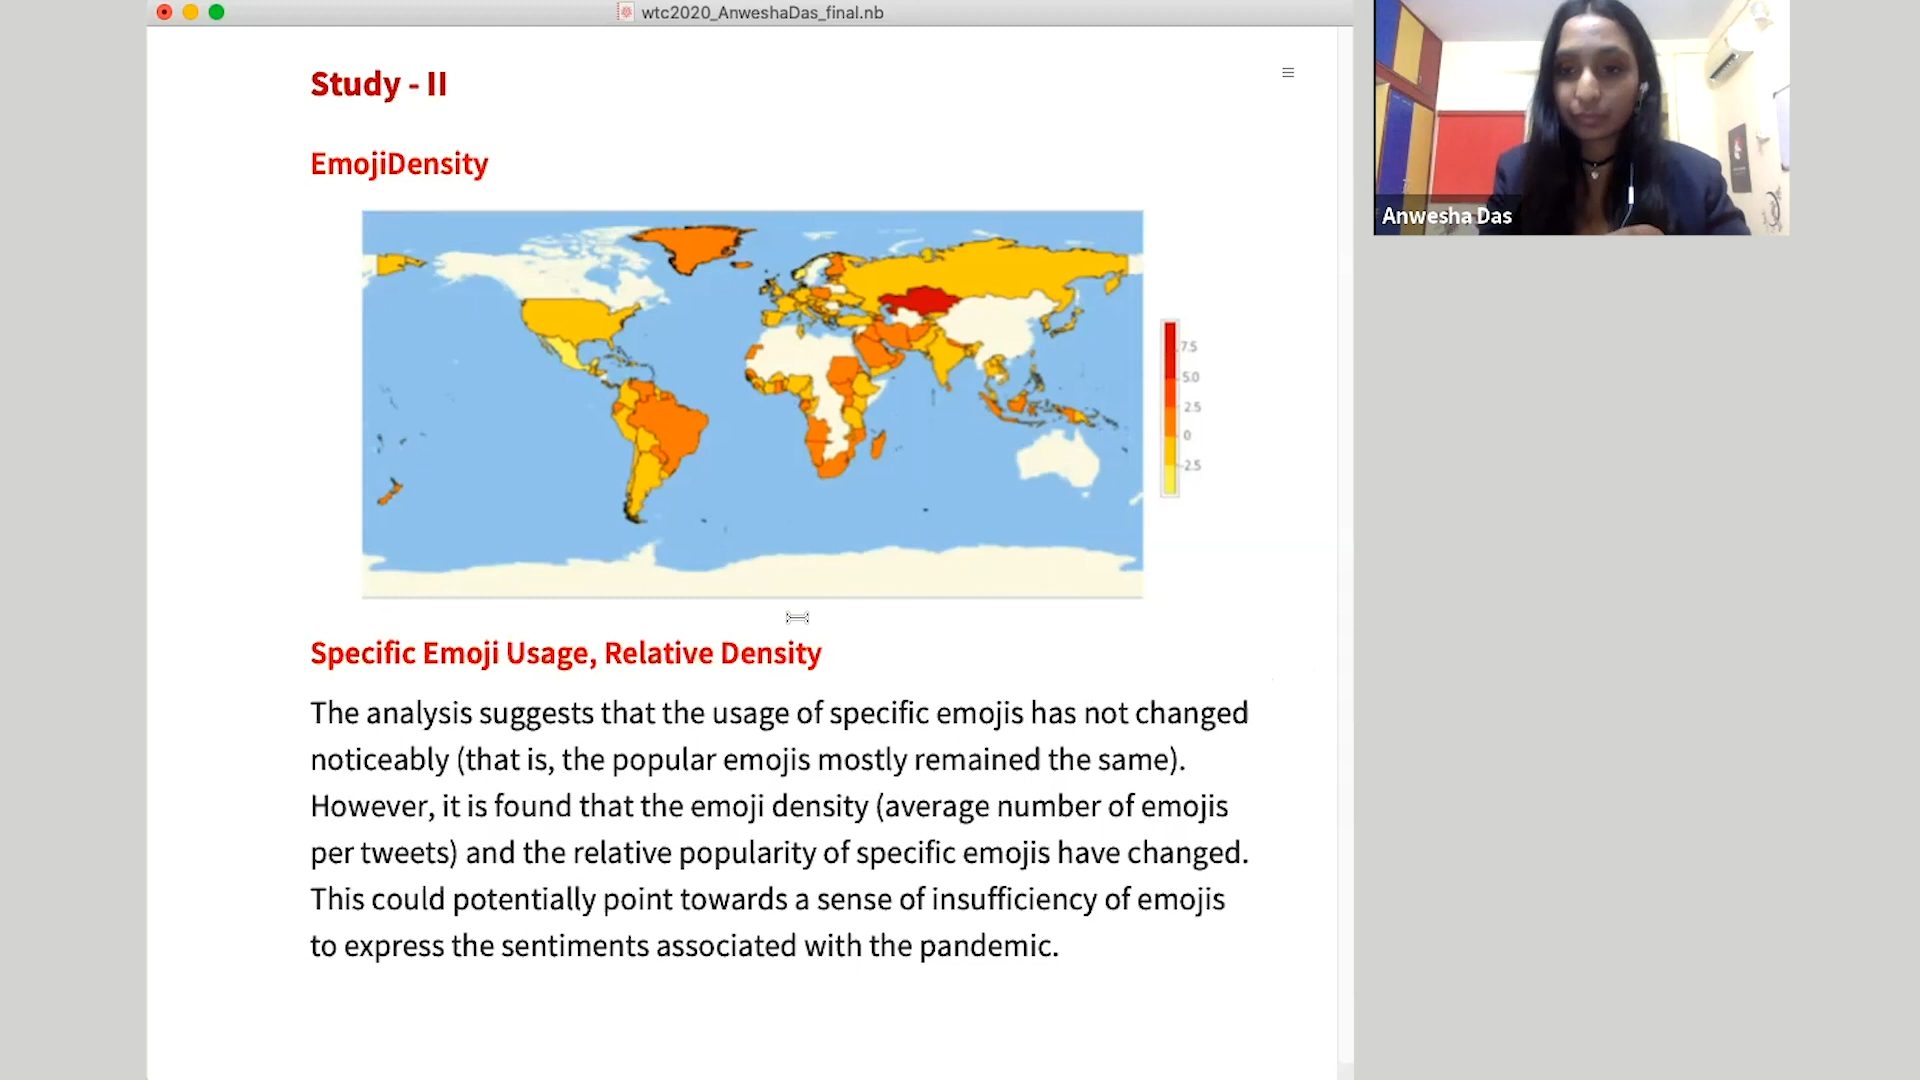 wtc2020_AnweshaDas_final.nb
Study - II
EmojiDensity
7.5
5.0
2.5
0
-2.5
Anwesha Das
Specific Emoji Usage, Relative Density
The analysis suggests that the usage of specific emojis has not changed
noticeably (that is, the popular emojis mostly remained the same).
However, it is found that the emoji density (average number of emojis
per tweets) and the relative popularity of specific emojis have changed.
This could potentially point towards a sense of insufficiency of emojis
to express the sentiments associated with the pandemic.